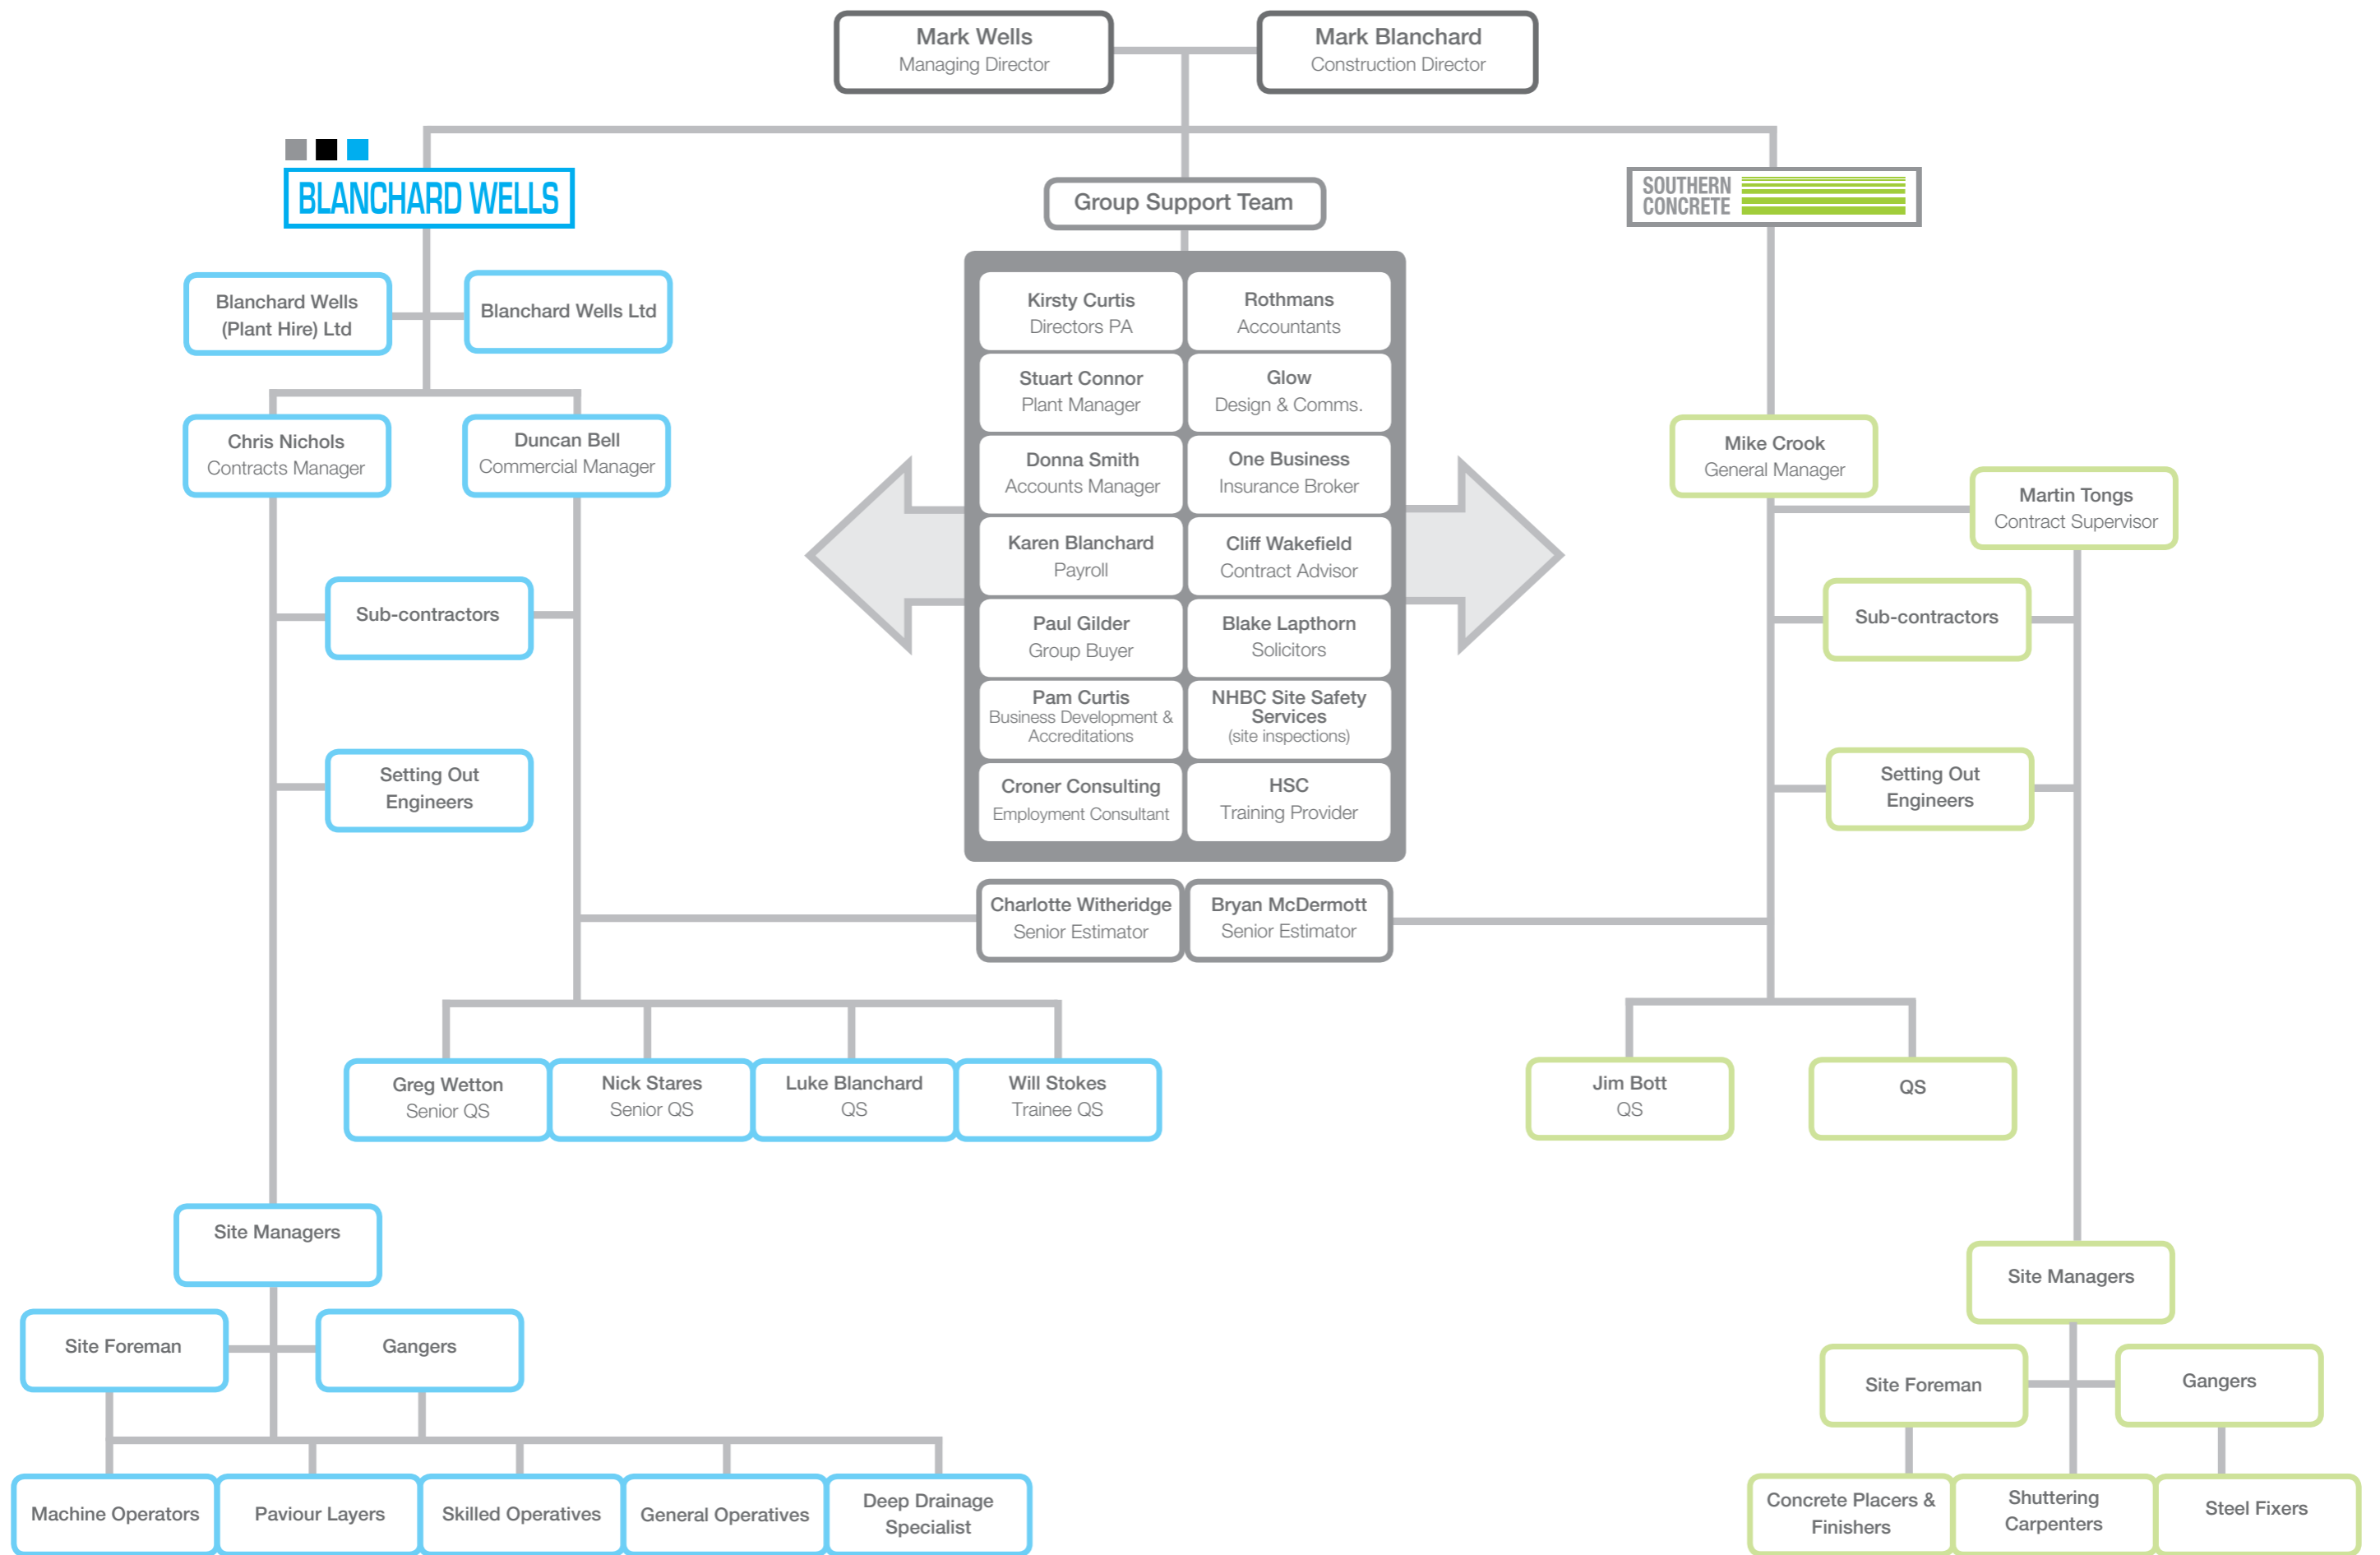 Mark Wells
Managing Director
Mark Blanchard
Construction Director
BLANCHARD WELLS
Group Support Team
SOUTHERN
CONCRETE
Blanchard Wells
(Plant Hire) Ltd
Blanchard Wells Ltd
Chris Nichols
Contracts Manager
Duncan Bell
Commercial Manager
Sub-contractors
Setting Out
Engineers
Kirsty Curtis
Directors PA
Rothmans
Accountants
Stuart Connor
Plant Manager
Glow
Design & Comms.
Donna Smith
Accounts Manager
One Business
Insurance Broker
Karen Blanchard
Payroll
Cliff Wakefield
Contract Advisor
Paul Gilder
Group Buyer
Blake Lapthorn
Solicitors
Pam Curtis
Business Development &
Accreditations
NHBC Site Safety
Services
(site inspections)
Croner Consulting
Employment Consultant
HSC
Training Provider
Charlotte Witheridge
Senior Estimator
Bryan McDermott
Senior Estimator
Mike Crook
General Manager
Martin Tongs
Contract Supervisor
Sub-contractors
Setting Out
Engineers
Greg Wetton
Senior QS
Nick Stares
Senior QS
Luke Blanchard
QS
Will Stokes
Trainee QS
Jim Bott
QS
QS
Site Managers
Site Foreman
Gangers
Machine Operators
Paviour Layers
Skilled Operatives
General Operatives
Deep Drainage
Specialist
Site Managers
Site Foreman
Gangers
Concrete Placers &
Finishers
Shuttering
Carpenters
Steel Fixers